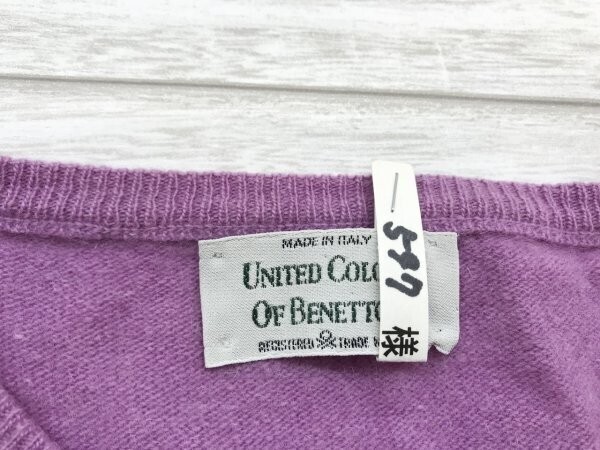 MADE IN ITALY
UNITED COLO
OF BENETTO
REGISTERED TRADE
様